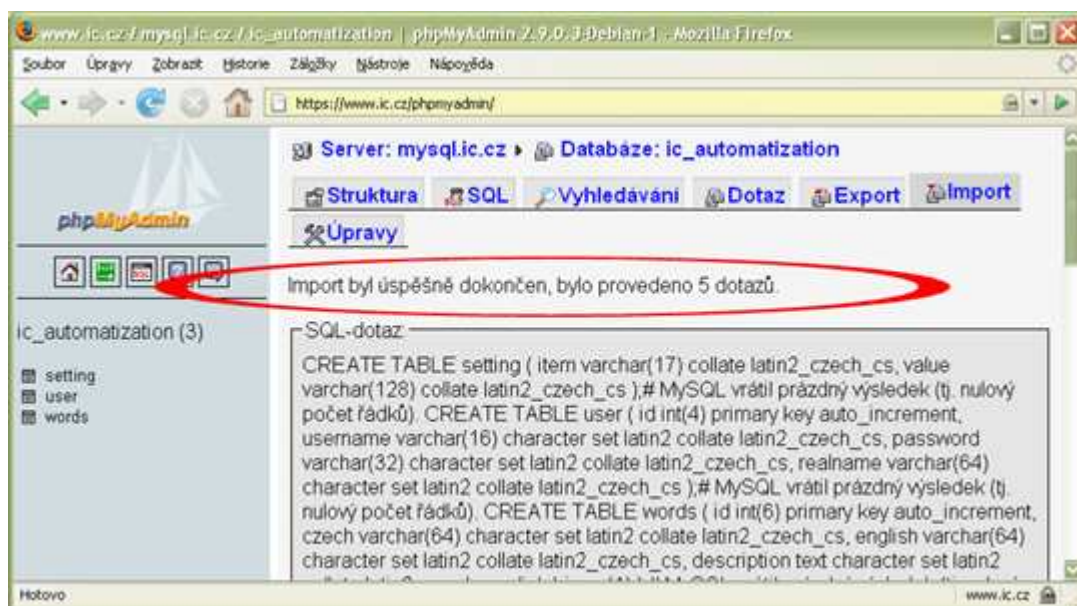 www.ic.cz / mysql.ic.cz / ic_automatization | phpMyAdmin 2.9.0.3-Debian-1 - Mozilla Firefox
Soubor Úpravy Zobrazit Historie Záložky Nástroje Nápověda
https://www.ic.cz/phpmyadmin/
phpMyAdmin
SQL
ic_automatization (3)
setting
user
words
Server: mysql.ic.cz Databáze: ic_automatization
Struktura SQL Vyhledávání Dotaz Export Import
Úpravy
Import byl úspěšně dokončen, bylo provedeno 5 dotazů.
SQL-dotaz
CREATE TABLE setting ( item varchar(17) collate latin2_czech_cs, value
varchar(128) collate latin2_czech_cs );# MySQL vrátil prázdný výsledek (tj. nulový
počet řádků). CREATE TABLE user ( id int(4) primary key auto_increment,
username varchar(16) character set latin2 collate latin2_czech_cs, password
varchar(32) character set latin2 collate latin2_czech_cs, realname varchar(64)
character set latin2 collate latin2_czech_cs );# MySQL vrátil prázdný výsledek (tj.
nulový počet řádků). CREATE TABLE words ( id int(6) primary key auto_increment,
czech varchar(64) character set latin2 collate latin2_czech_cs, english varchar(64)
character set latin2 collate latin2_czech_cs, description text character set latin2
Hotovo www.ic.cz